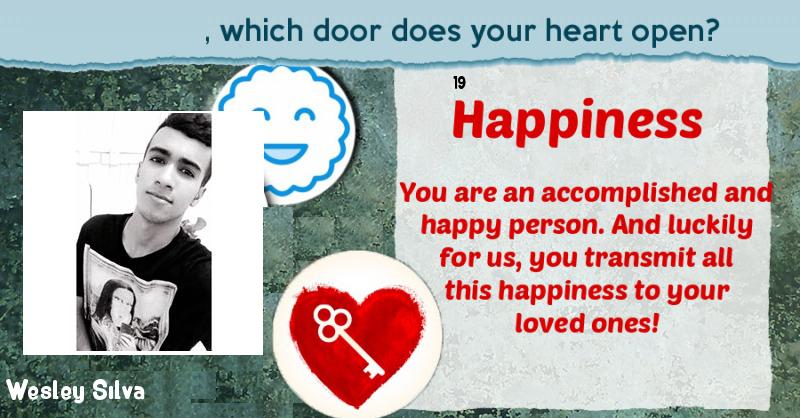 , which door does your heart open?
19
Happiness
You are an accomplished and
happy person. And luckily
for us, you transmit all
this happiness to your
loved ones!
Wesley Silva